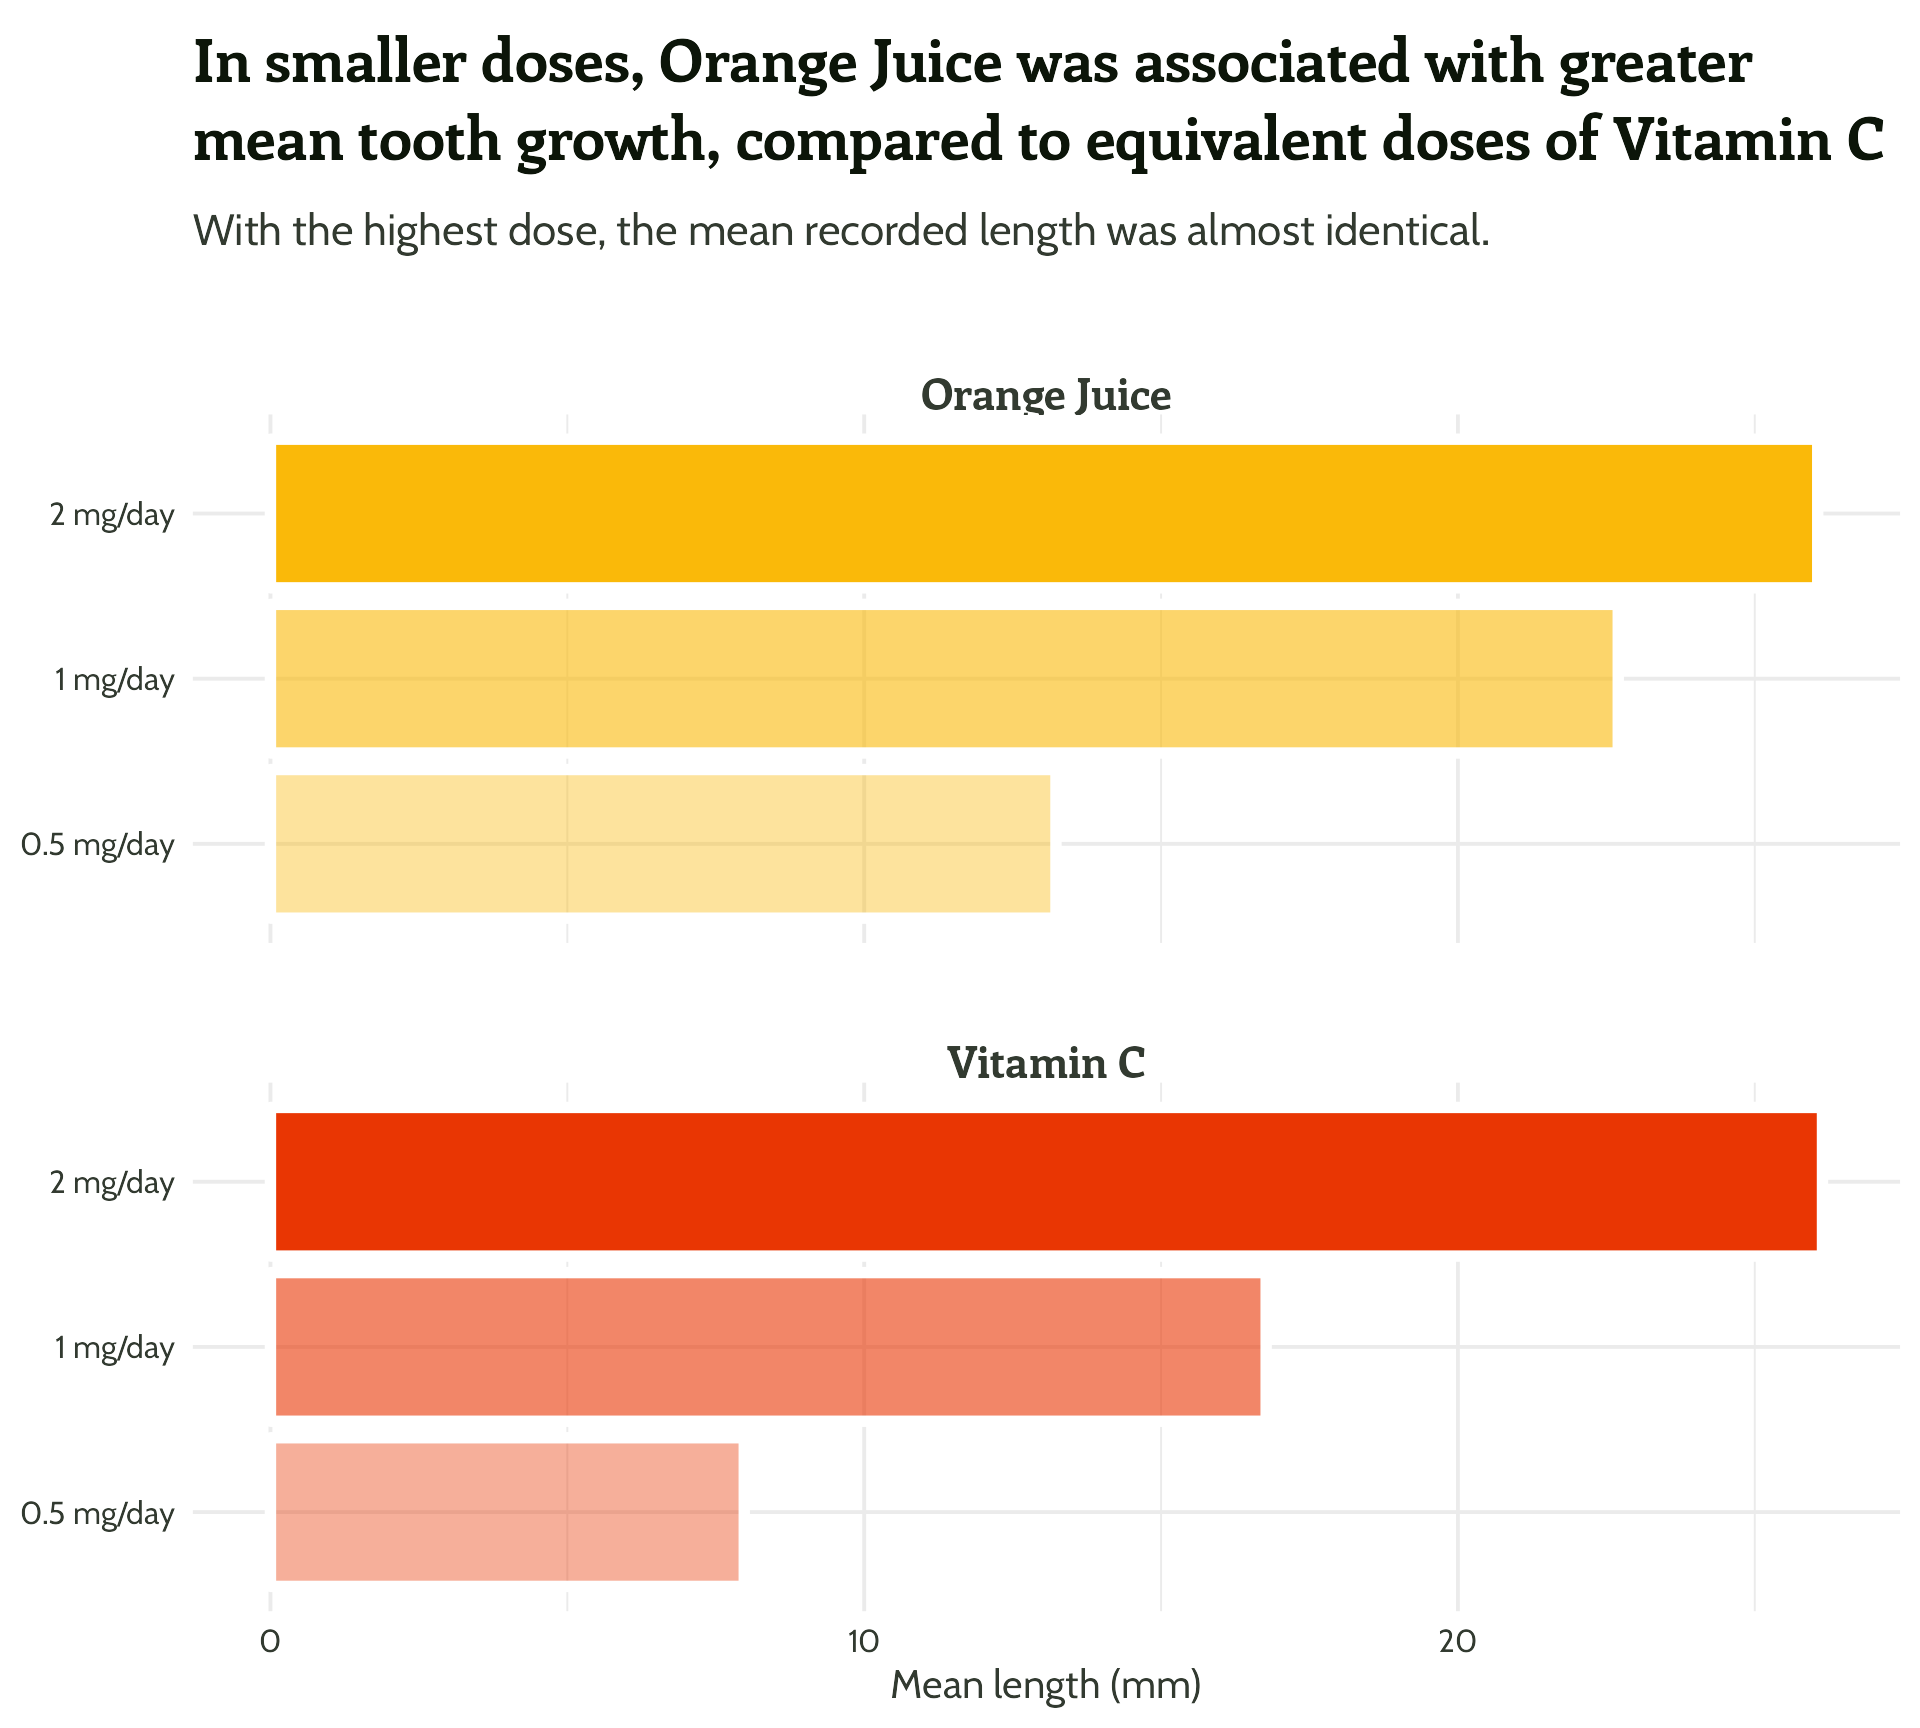 In smaller doses, Orange Juice was associated with greater
mean tooth growth, compared to equivalent doses of Vitamin C
With the highest dose, the mean recorded length was almost identical.
Orange Juice
2 mg/day
1 mg/day
0.5 mg/day
Vitamin C
2 mg/day
1 mg/day
0.5 mg/day
0 10 20
Mean length (mm)